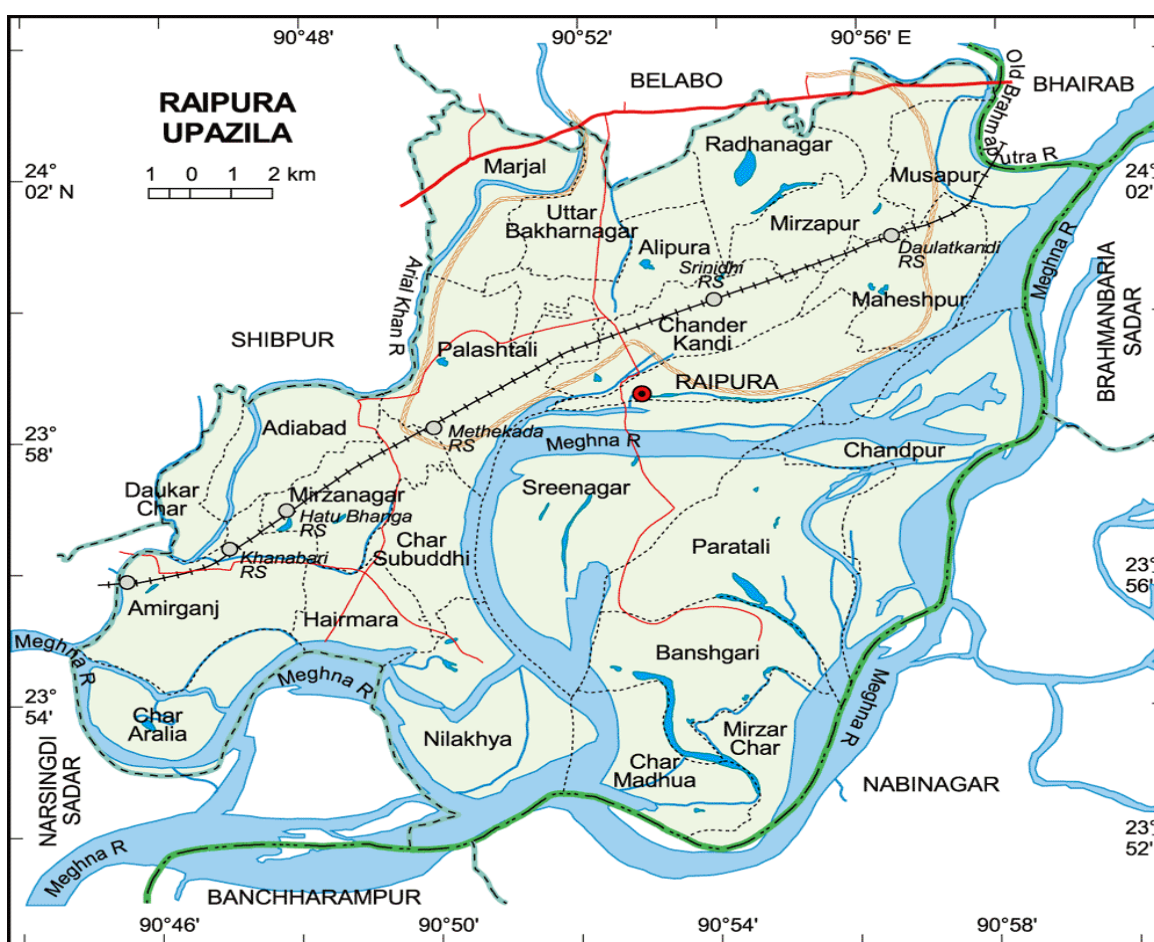 90°48'
90°52'
90°56' E
RAIPURA
UPAZILA
1 0 1 2 km
BELABO
BHAIRAB
Old Brahmaputra R
24°
02' N
24°
02'
Marjal
Radhanagar
Musapur
Uttar
Bakharnagar
Mirzapur
Alipura
Daulatkandi
RS
Srinidhi
RS
Meghna R
Arial Khan R
Maheshpur
BRAHMANBARIA
SADAR
SHIBPUR
Chander
Kandi
Palashtali
RAIPURA
Adiabad
Methekada
RS
23°
58'
Meghna R
Chandpur
Daukar
Char
Mirzanagar
Hatu Bhanga
RS
Sreenagar
Char
Subuddhi
Paratali
Khanabari
RS
23°
56'
Amirganj
Hairmara
Meghna R
Meghna R
Banshgari
Meghna R
23°
54'
Char
Aralia
Nilakhya
Mirzar
Char
Char
Madhua
NARSINGDI
SADAR
NABINAGAR
23°
52'
Meghna R
BANCHHARAMPUR
90°46'
90°50'
90°54'
90°58'